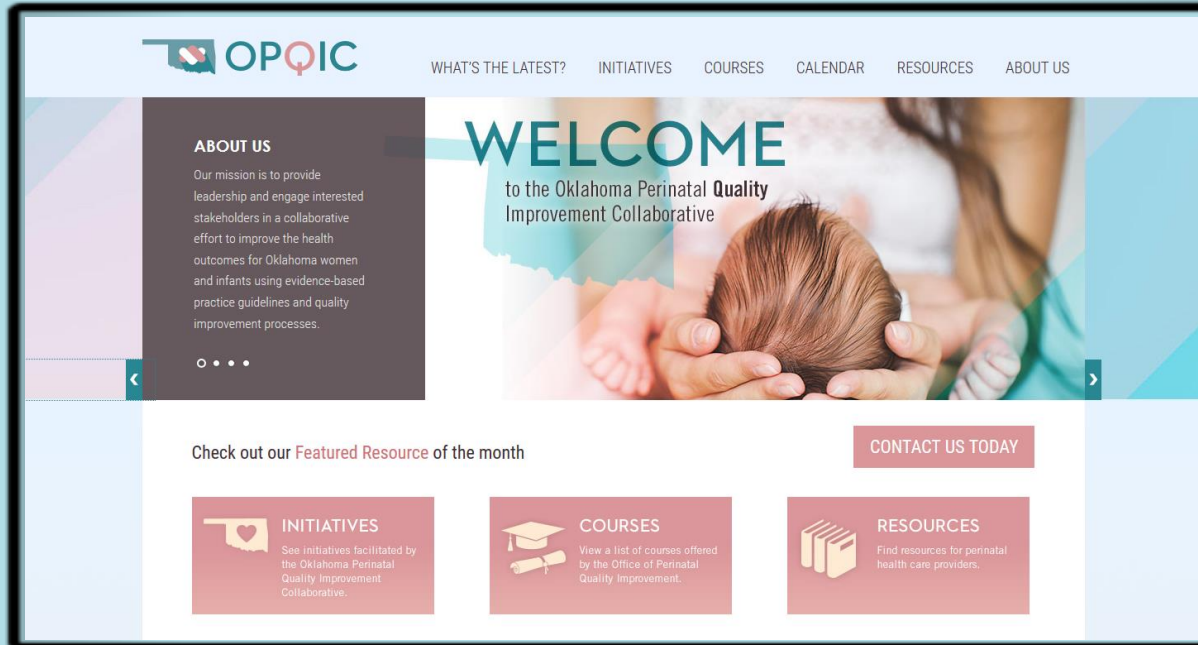 OPQIC
WHAT'S THE LATEST? INITIATIVES COURSES CALENDAR RESOURCES ABOUT US
ABOUT US
Our mission is to provide
leadership and engage interested
stakeholders in a collaborative
effort to improve the health
outcomes for Oklahoma women
and infants using evidence-based
practice guidelines and quality
improvement processes.
WELCOME
to the Oklahoma Perinatal Quality
Improvement Collaborative
Check out our Featured Resource of the month
CONTACT US TODAY
INITIATIVES
See initiatives facilitated by
the Oklahoma Perinatal
Quality Improvement
Collaborative.
COURSES
View a list of courses offered
by the Office of Perinatal
Quality Improvement.
RESOURCES
Find resources for perinatal
health care providers.